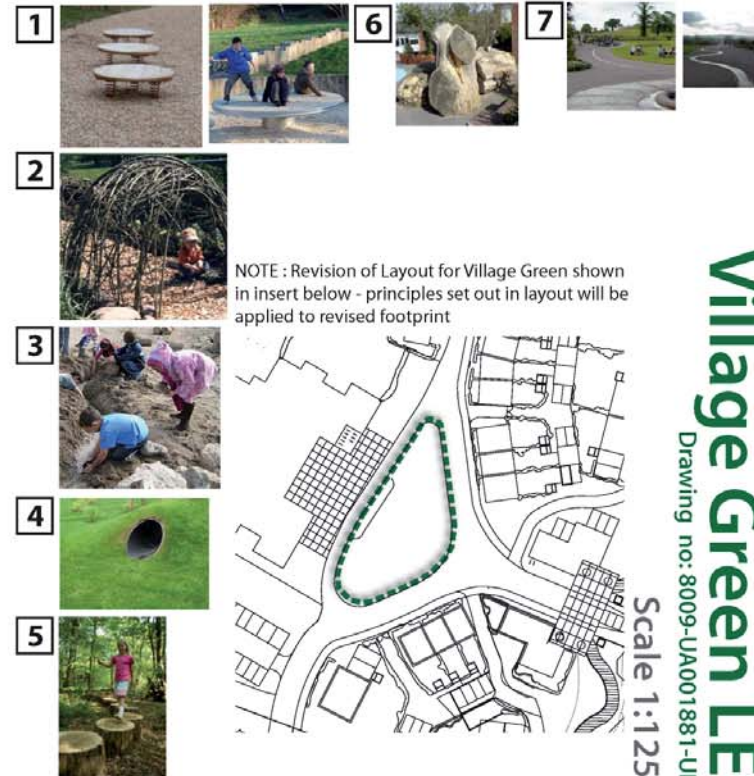 1
6
7
2
NOTE : Revision of Layout for Village Green shown
in insert below - principles set out in layout will be
applied to revised footprint
3
4
5
Village Green LE
Drawing no: 8009-UA001881-U
Scale 1:125